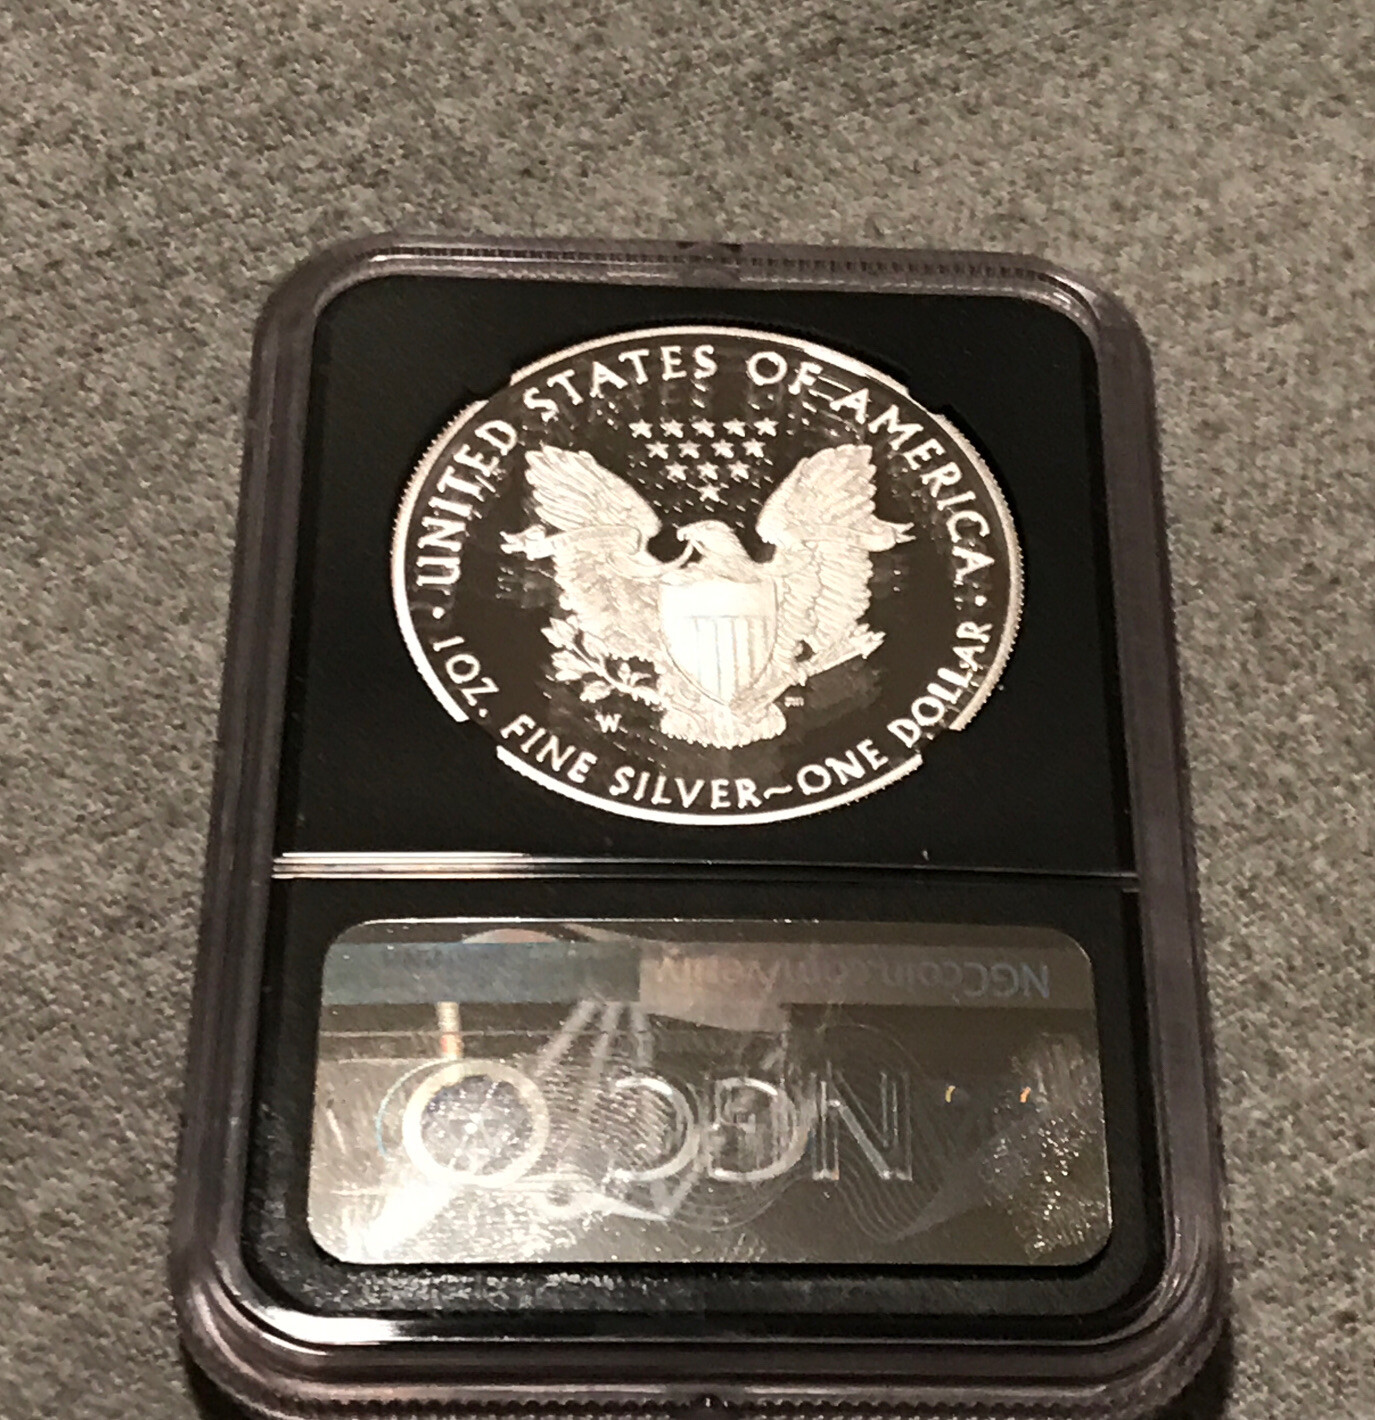 UNITED STATES OF AMERICA
W
1 OZ. FINE SILVER~ONE DOLLAR
NGCcoin.com/verify
NGC